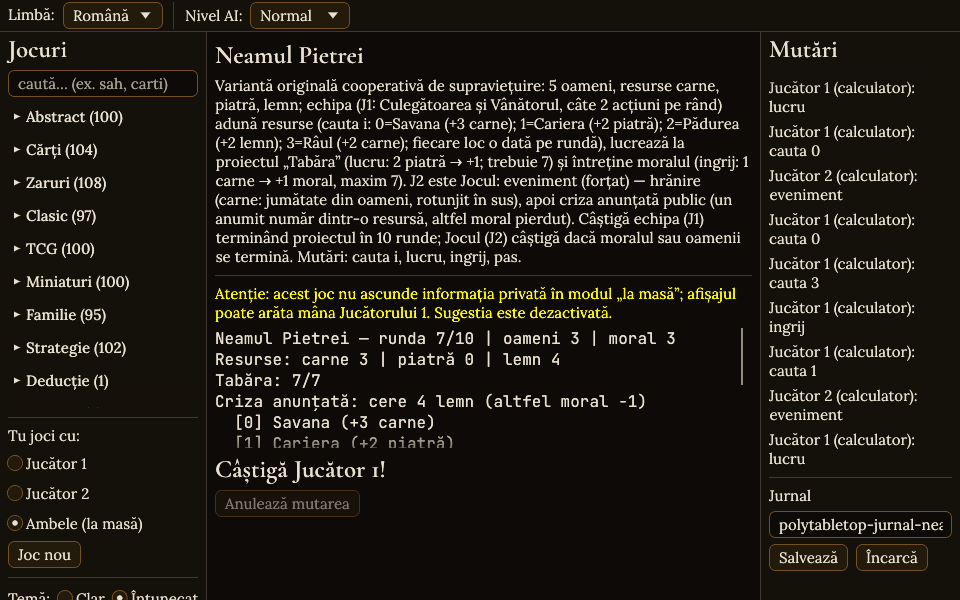 Limbă: Română Nivel AI: Normal
Jocuri
caută... (ex. sah, carti)
Abstract (100)
Cărți (104)
Zaruri (108)
Clasic (97)
TCG (100)
Miniaturi (100)
Familie (95)
Strategie (102)
Deducție (1)
Tu joci cu:
Jucător 1
Jucător 2
Ambele (la masă)
Joc nou
Temă: Clar Întunecat
Neamul Pietrei
Variantă originală cooperativă de supraviețuire: 5 oameni, resurse carne,
piatră, lemn; echipa (J1: Culegătoarea și Vânătorul, câte 2 acțiuni pe rând)
adună resurse (cauta i: 0=Savana (+3 carne); 1=Cariera (+2 piatră); 2=Pădurea
(+2 lemn); 3=Râul (+2 carne); fiecare loc o dată pe rundă), lucrează la
proiectul „Tabăra” (lucru: 2 piatră → +1; trebuie 7) și întreține moralul (ingrij: 1
carne → +1 moral, maxim 7). J2 este Jocul: eveniment (forțat) — hrănire
(carne: jumătate din oameni, rotunjit în sus), apoi criza anunțată public (un
anumit număr dintr-o resursă, altfel moral pierdut). Câștigă echipa (J1)
terminând proiectul în 10 runde; Jocul (J2) câștigă dacă moralul sau oamenii
se termină. Mutări: cauta i, lucru, ingrij, pas.
Atenție: acest joc nu ascunde informația privată în modul „la masă”; afișajul
poate arăta mâna Jucătorului 1. Sugestia este dezactivată.
Neamul Pietrei — runda 7/10 | oameni 3 | moral 3
Resurse: carne 3 | piatră 0 | lemn 4
Tabăra: 7/7
Criza anunțată: cere 4 lemn (altfel moral -1)
[0] Savana (+3 carne)
[1] Cariera (+2 piatră)
Câștigă Jucător 1!
Anulează mutarea
Mutări
Jucător 1 (calculator):
lucru
Jucător 1 (calculator):
cauta 0
Jucător 2 (calculator):
eveniment
Jucător 1 (calculator):
cauta 0
Jucător 1 (calculator):
cauta 3
Jucător 1 (calculator):
ingrij
Jucător 1 (calculator):
cauta 1
Jucător 2 (calculator):
eveniment
Jucător 1 (calculator):
lucru
Jurnal
polytabletop-jurnal-nea
Salvează Încarcă